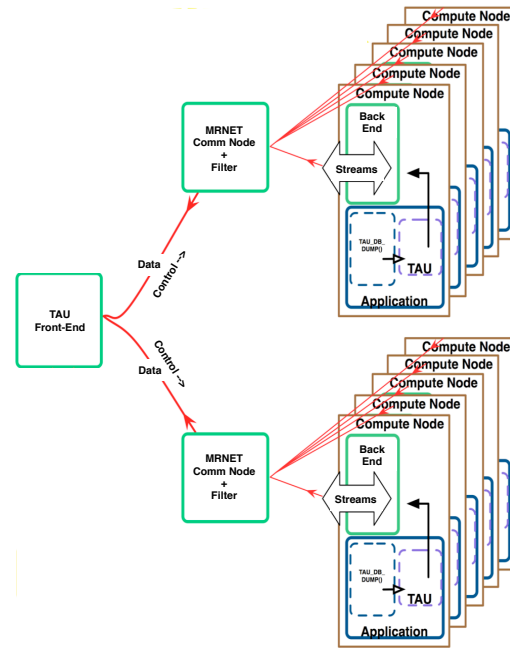 Compute Node
Compute Node
Compute Node
Compute Node
Compute Node
Back
End
Streams
TAU_DB_
DUMP()
TAU
Application
MRNET
Comm Node
+
Filter
Data
Control -->
TAU
Front-End
Control -->
Data
MRNET
Comm Node
+
Filter
Compute Node
Compute Node
Compute Node
Compute Node
Compute Node
Back
End
Streams
TAU_DB_
DUMP()
TAU
Application